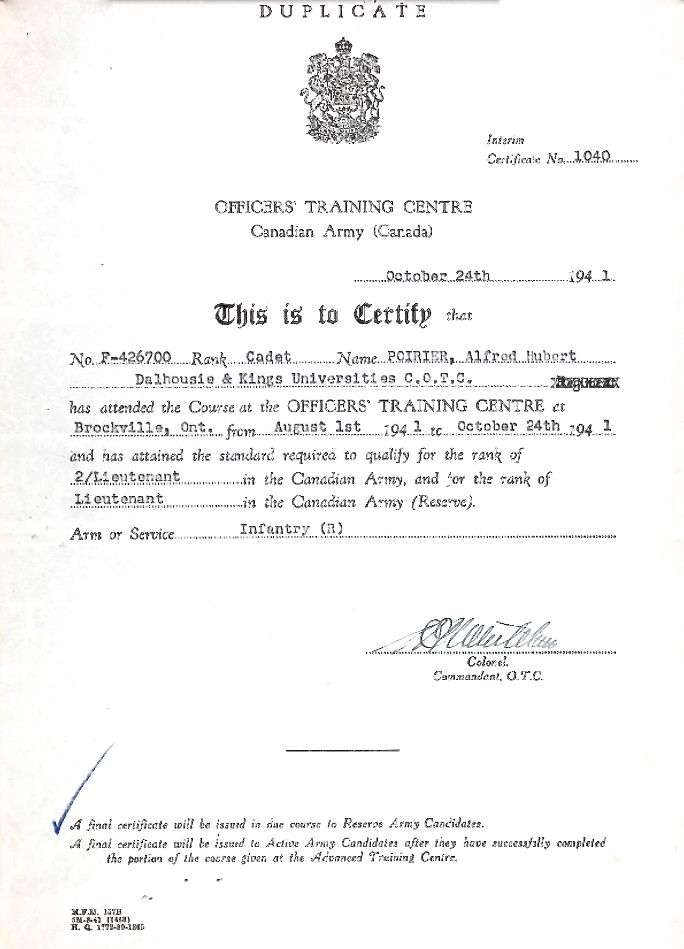 DUPLICATE
Interim
Certificate No. 1040
OFFICERS' TRAINING CENTRE
Canadian Army (Canada)
October 24th 1941
This is to Certify that
No. F-426700 Rank Cadet Name POIRIER, Alfred Hubert
Dalhousie & Kings Universities C.O.T.C.
has attended the Course at the OFFICERS' TRAINING CENTRE at
Brockville, Ont. from August 1st 1941 to October 24th 1941
and has attained the standard required to qualify for the rank of
2/Lieutenant in the Canadian Army, and for the rank of
Lieutenant in the Canadian Army (Reserve).
Arm or Service Infantry (R)
Colonel.
Commandant, O.T.C.
A final certificate will be issued in due course to Reserve Army Candidates.
A final certificate will be issued to Active Army Candidates after they have successfully completed
the portion of the course given at the Advanced Training Centre.
M.F.M. 157B
H. Q. 1772-39-1365